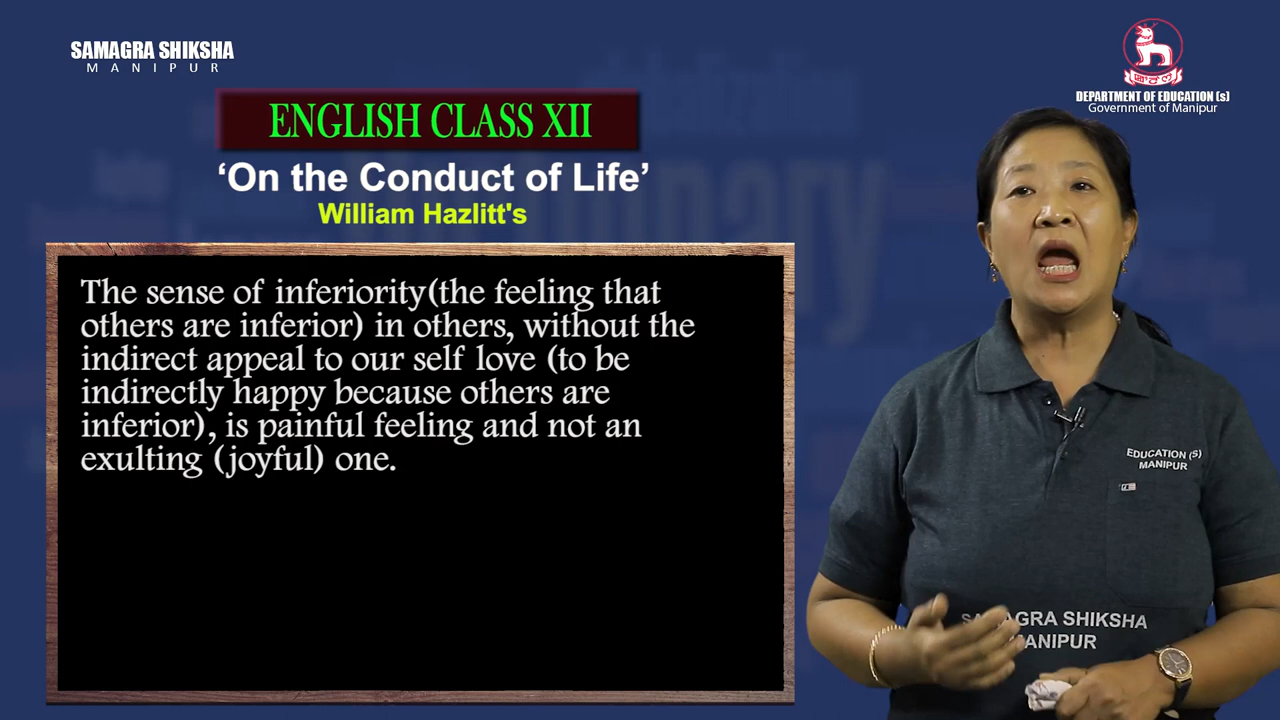 SAMAGRA SHIKSHA
MANIPUR
DEPARTMENT OF EDUCATION (s)
Government of Manipur
ENGLISH CLASS XII
‘On the Conduct of Life’
William Hazlitt's
The sense of inferiority(the feeling that
others are inferior) in others, without the
indirect appeal to our self love (to be
indirectly happy because others are
inferior), is painful feeling and not an
exulting (joyful) one.
EDUCATION (S)
MANIPUR
SAMAGRA SHIKSHA
MANIPUR